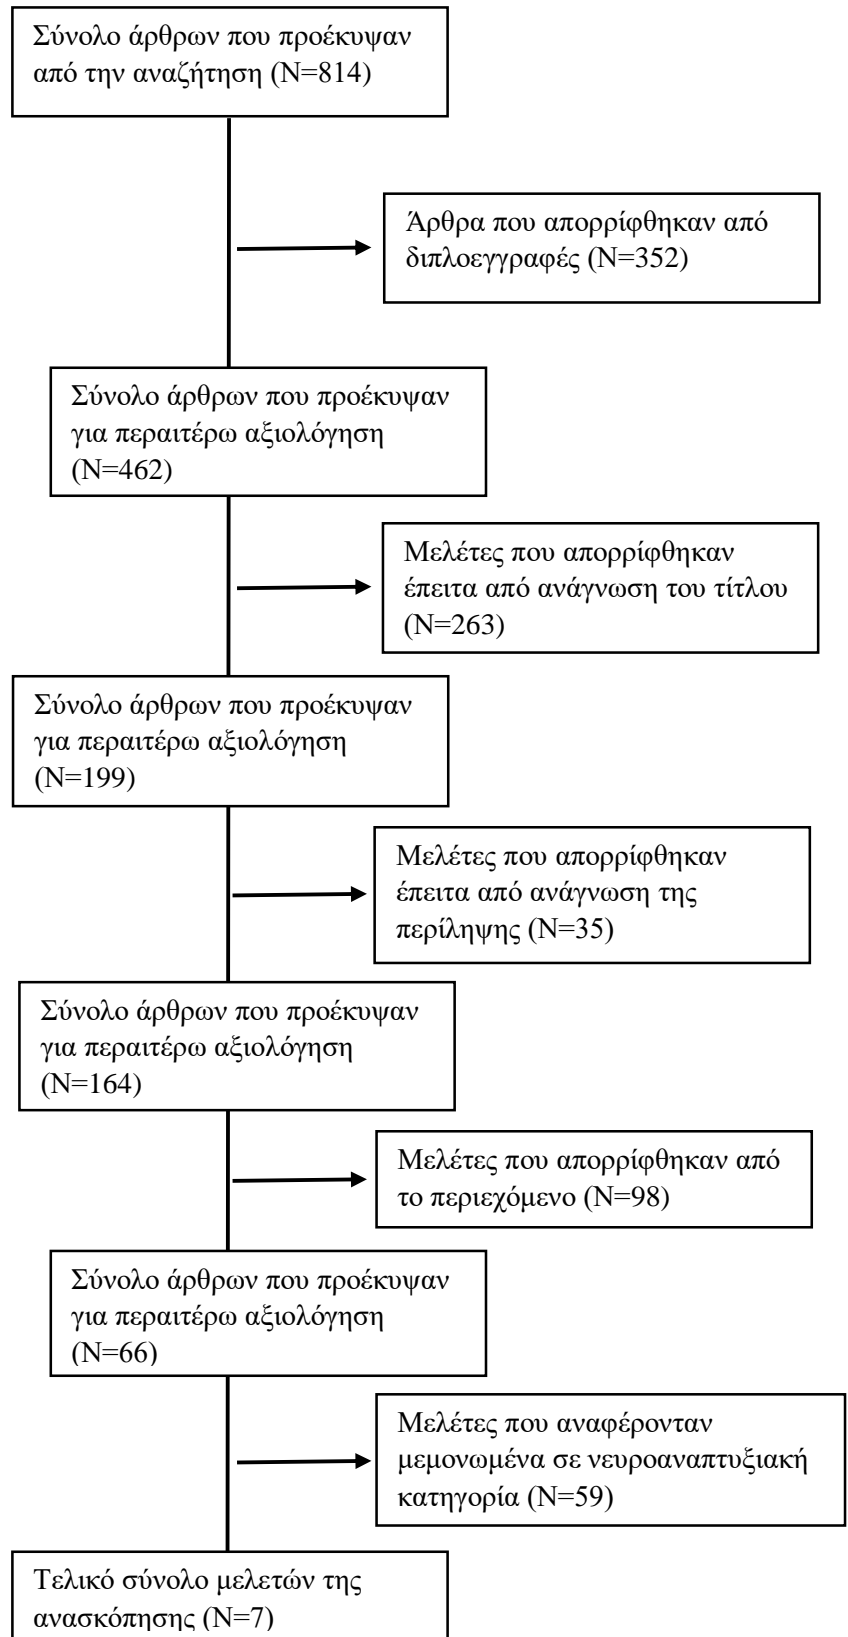 Σύνολο άρθρων που προέκυψαν
από την αναζήτηση (N=814)
Άρθρα που απορρίφθηκαν από
διπλοεγγραφές (N=352)
Σύνολο άρθρων που προέκυψαν
για περαιτέρω αξιολόγηση
(N=462)
Μελέτες που απορρίφθηκαν
έπειτα από ανάγνωση του τίτλου
(N=263)
Σύνολο άρθρων που προέκυψαν
για περαιτέρω αξιολόγηση
(N=199)
Μελέτες που απορρίφθηκαν
έπειτα από ανάγνωση της
περίληψης (N=35)
Σύνολο άρθρων που προέκυψαν
για περαιτέρω αξιολόγηση
(N=164)
Μελέτες που απορρίφθηκαν από
το περιεχόμενο (N=98)
Σύνολο άρθρων που προέκυψαν
για περαιτέρω αξιολόγηση
(N=66)
Μελέτες που αναφέρονταν
μεμονωμένα σε νευροαναπτυξιακή
κατηγορία (N=59)
Τελικό σύνολο μελετών της
ανασκόπησης (N=7)